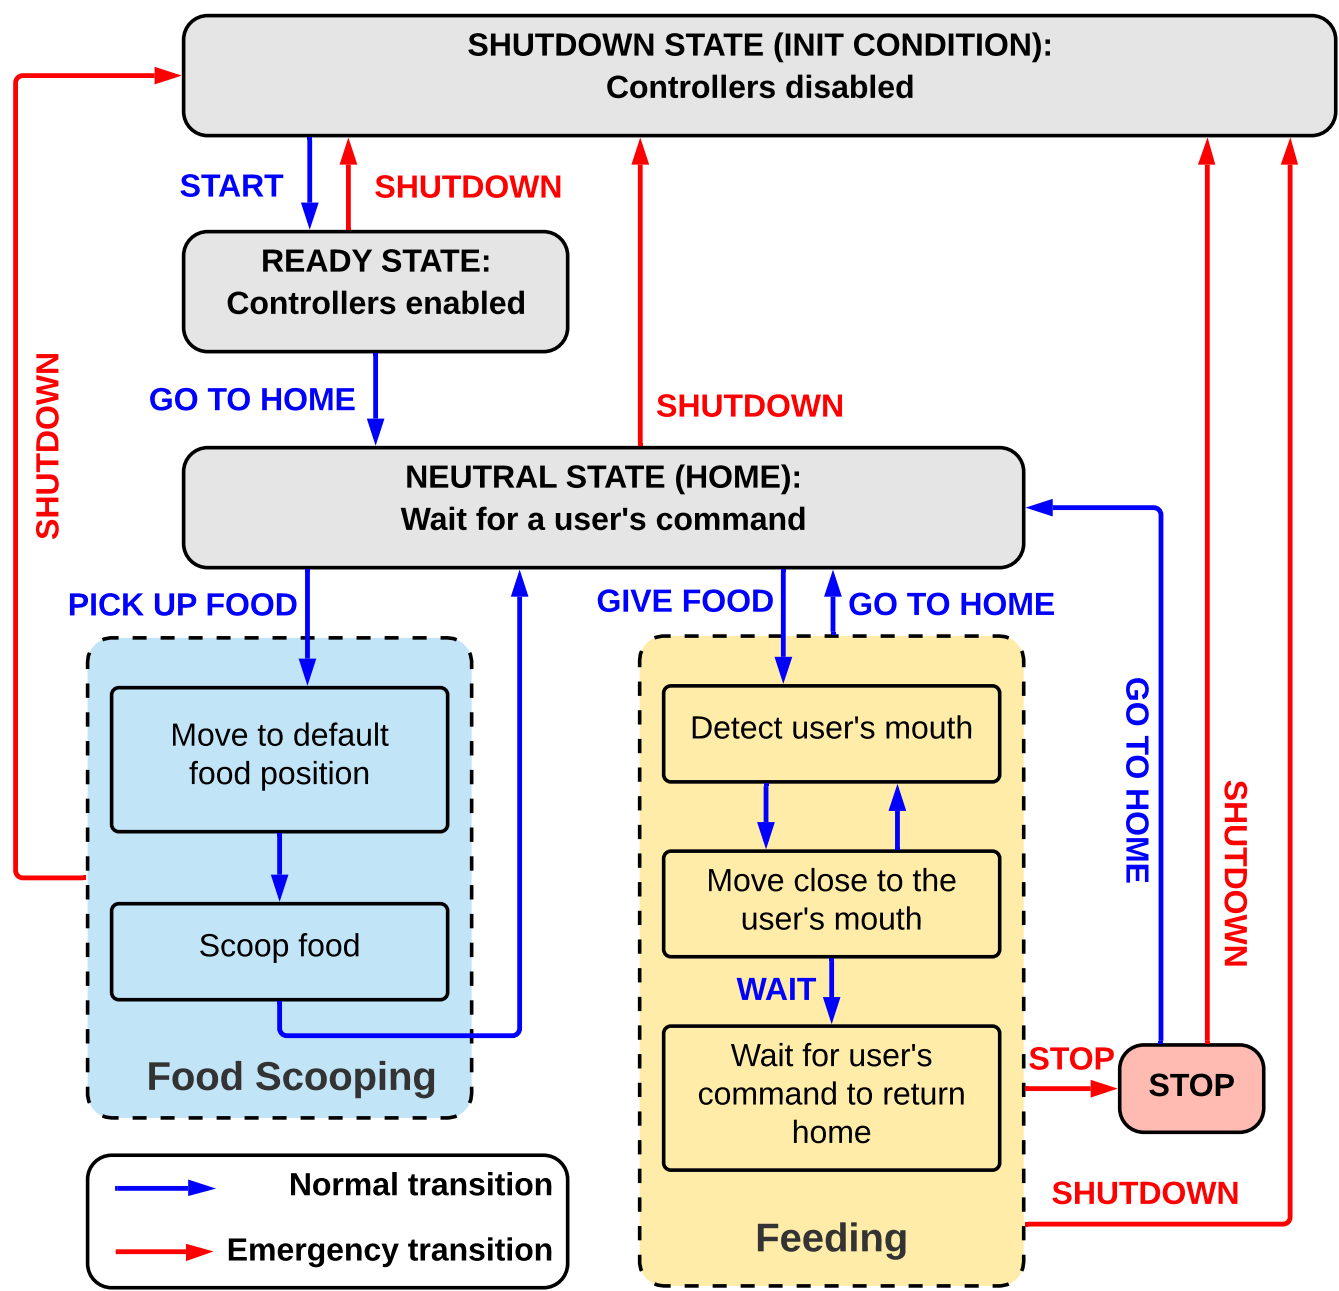 SHUTDOWN STATE (INIT CONDITION):
Controllers disabled
START
SHUTDOWN
READY STATE:
Controllers enabled
SHUTDOWN
GO TO HOME
SHUTDOWN
NEUTRAL STATE (HOME):
Wait for a user's command
PICK UP FOOD
GIVE FOOD
GO TO HOME
Move to default
food position
Scoop food
Food Scooping
Detect user's mouth
Move close to the
user's mouth
WAIT
Wait for user's
command to return
home
Feeding
GO TO HOME
SHUTDOWN
STOP
STOP
SHUTDOWN
Normal transition
Emergency transition